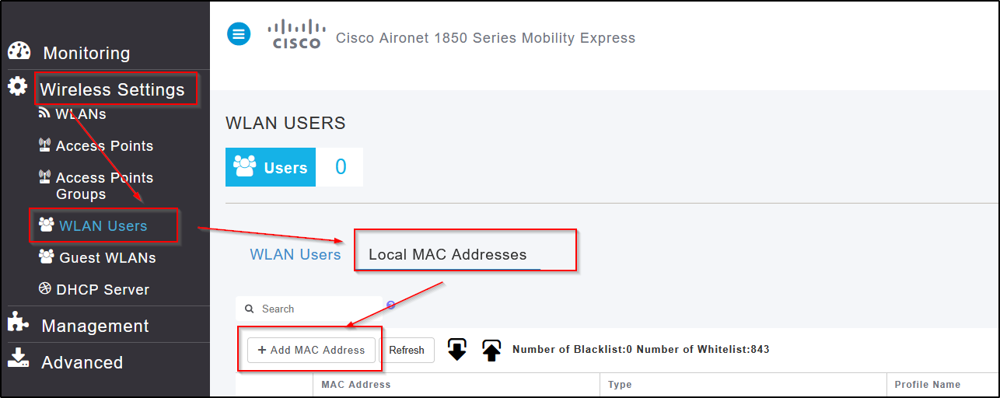 Monitoring
Wireless Settings
WLANs
Access Points
Access Points
Groups
WLAN Users
Guest WLANs
DHCP Server
Management
Advanced
CISCO
Cisco Aironet 1850 Series Mobility Express
WLAN USERS
Users 0
WLAN Users Local MAC Addresses
Search ?
+ Add MAC Address Refresh Number of Blacklist:0 Number of Whitelist:843
MAC Address Type Profile Name